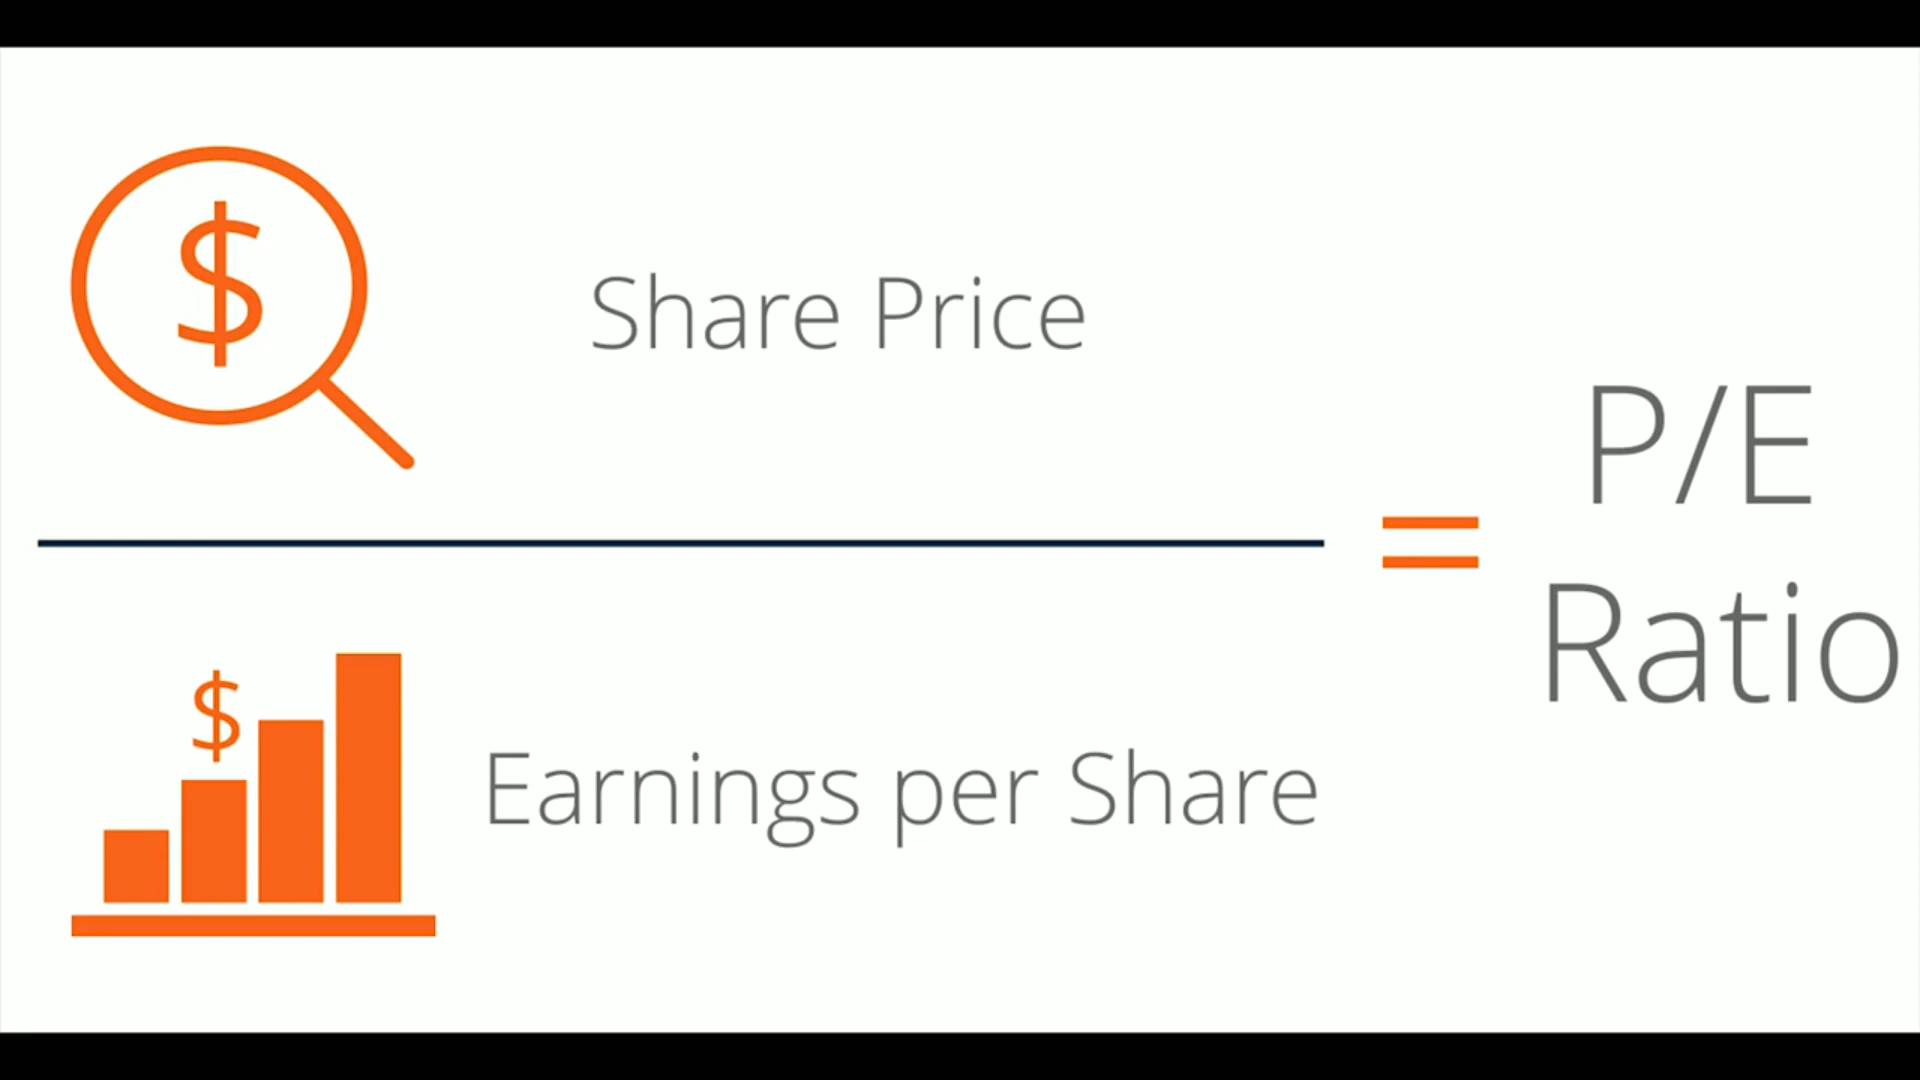 $
Share Price
=
P/E
Ratio
$
Earnings per Share